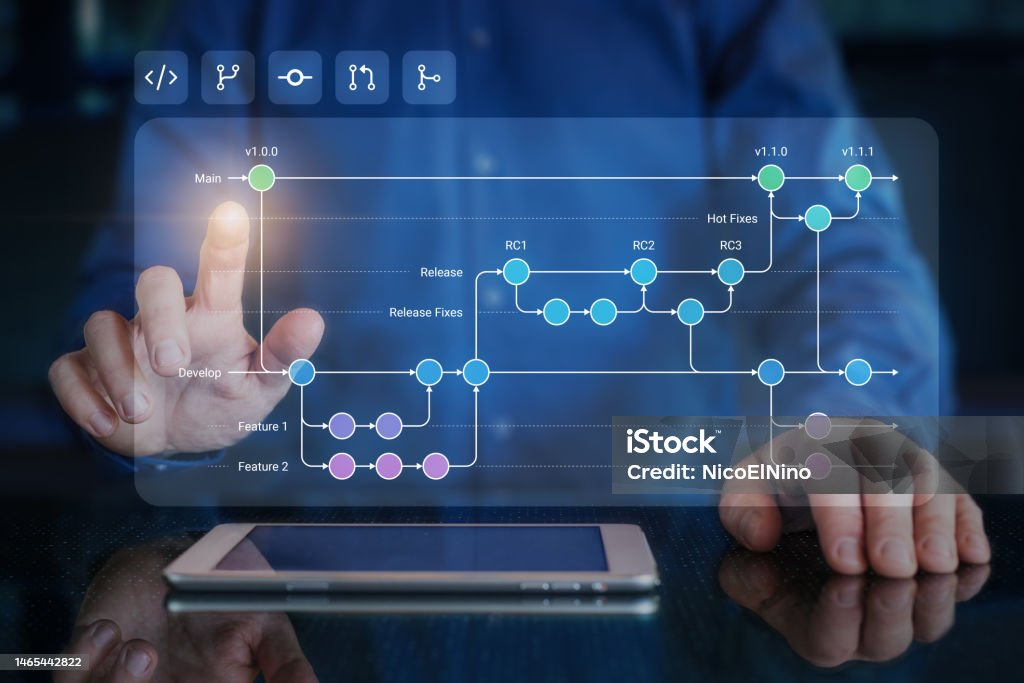 </>
v1.0.0
v1.1.0
v1.1.1
Main
Hot Fixes
RC1
RC2
RC3
Release
Release Fixes
Develop
Feature 1
Feature 2
iStock™
Credit: NicoElNino
1465442822